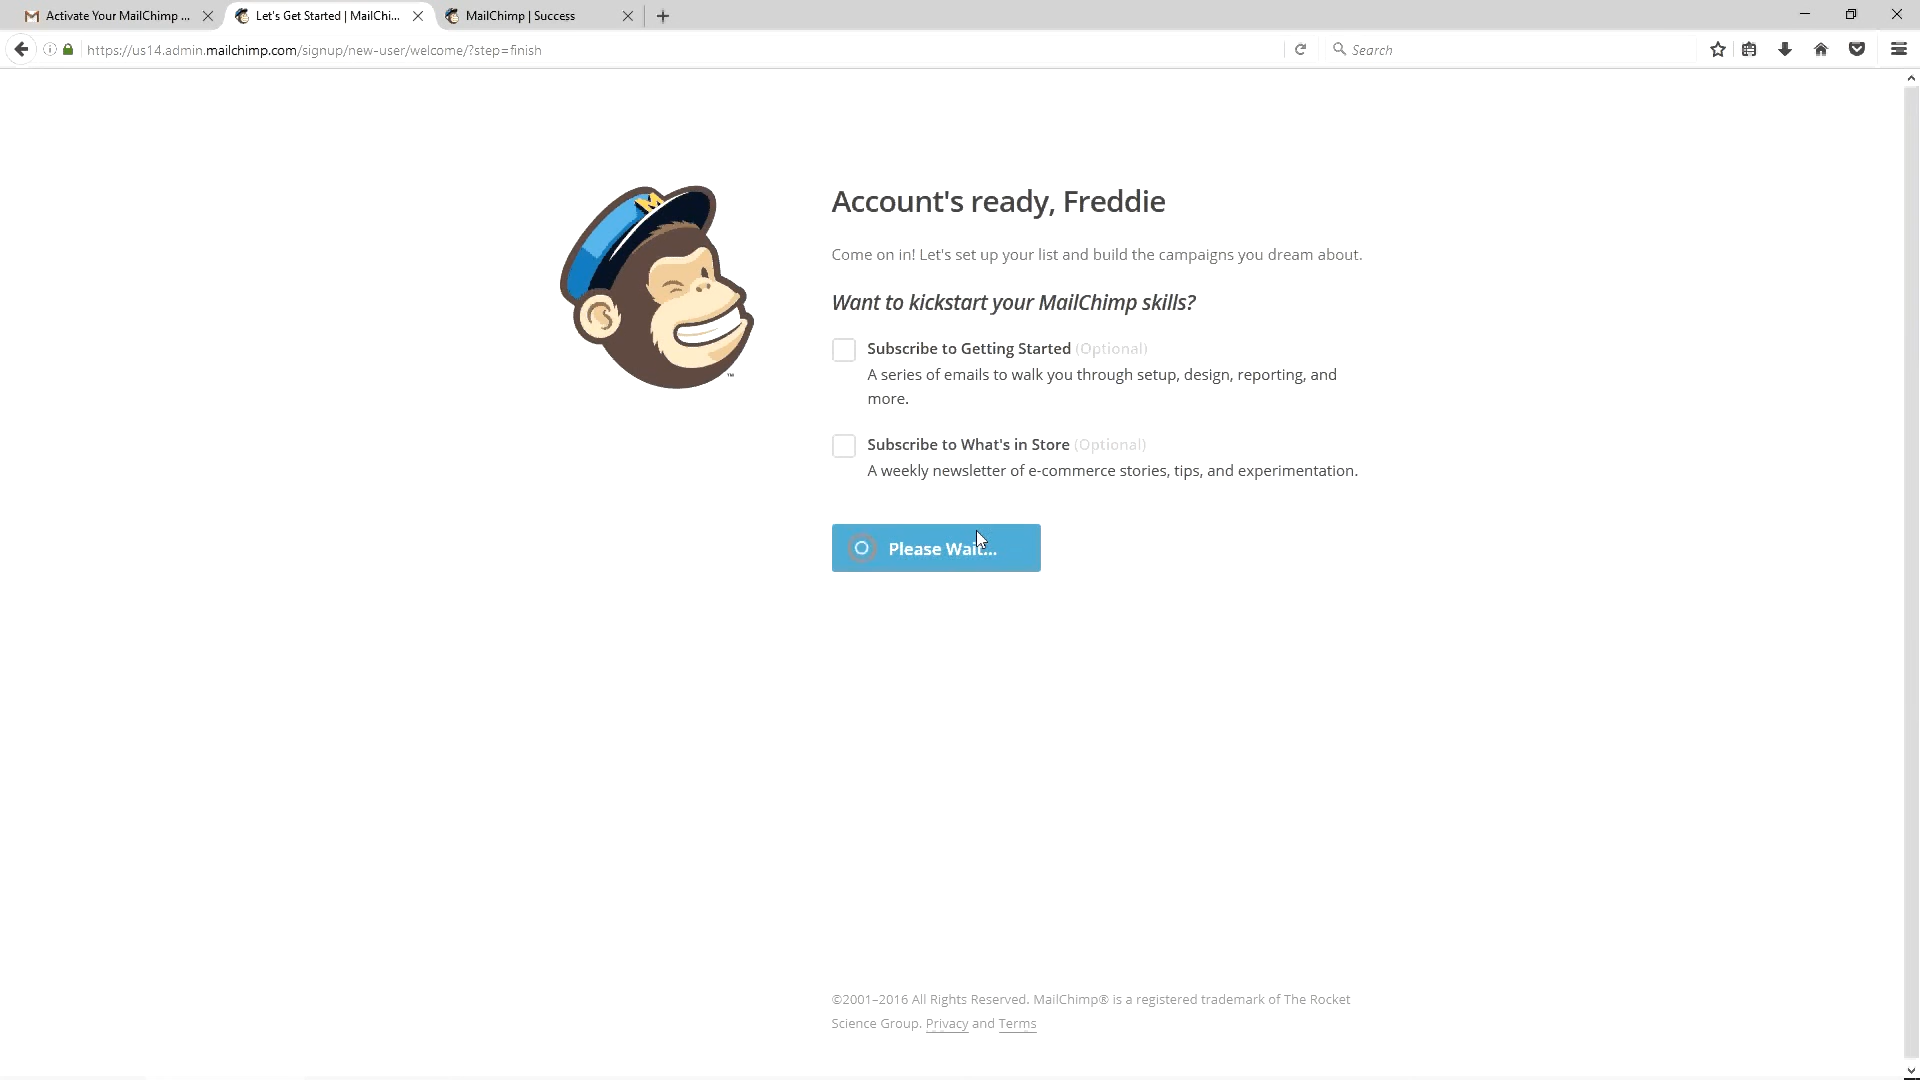 Activate Your MailChimp ...
Let's Get Started | MailChi...
MailChimp | Success
https://us14.admin.mailchimp.com/signup/new-user/welcome/?step=finish
Search
M
Account's ready, Freddie
Come on in! Let's set up your list and build the campaigns you dream about.
Want to kickstart your MailChimp skills?
Subscribe to Getting Started (Optional)
A series of emails to walk you through setup, design, reporting, and
more.
Subscribe to What's in Store (Optional)
A weekly newsletter of e-commerce stories, tips, and experimentation.
TM
Please Wait...
©2001–2016 All Rights Reserved. MailChimp® is a registered trademark of The Rocket
Science Group. Privacy and Terms